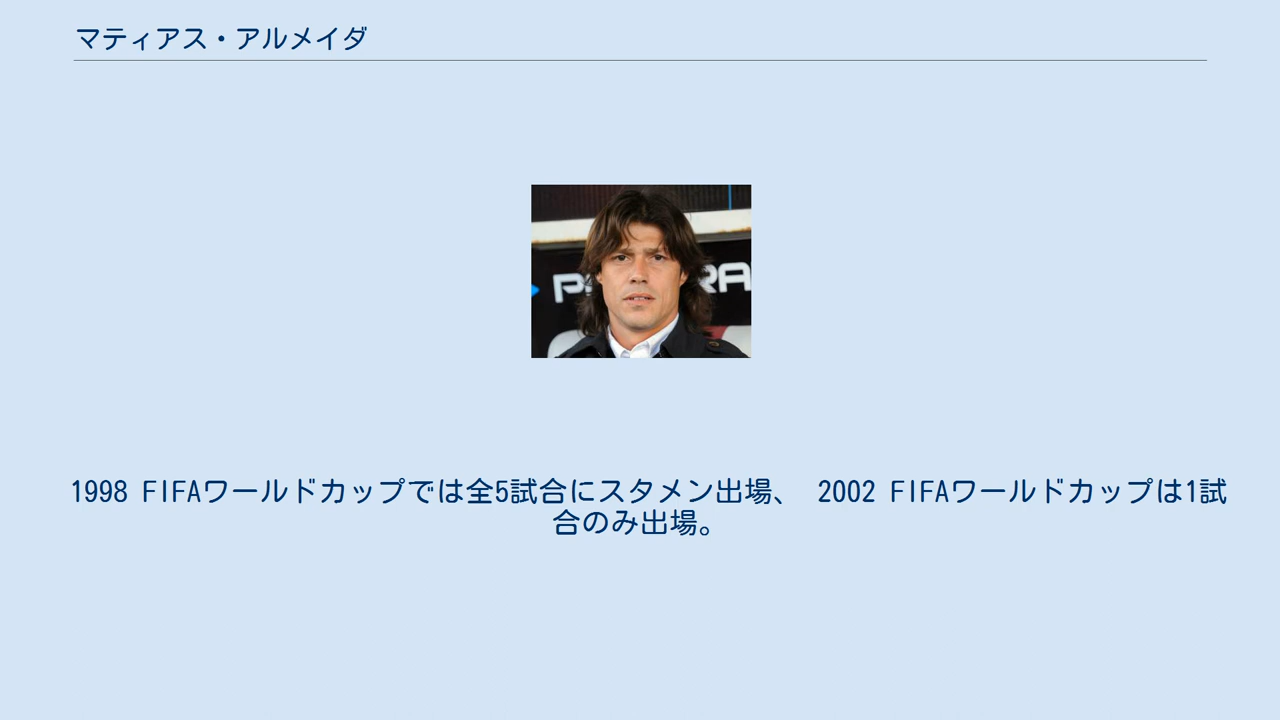 マティアス・アルメイダ
1998 FIFAワールドカップでは全5試合にスタメン出場、 2002 FIFAワールドカップは1試
合のみ出場。